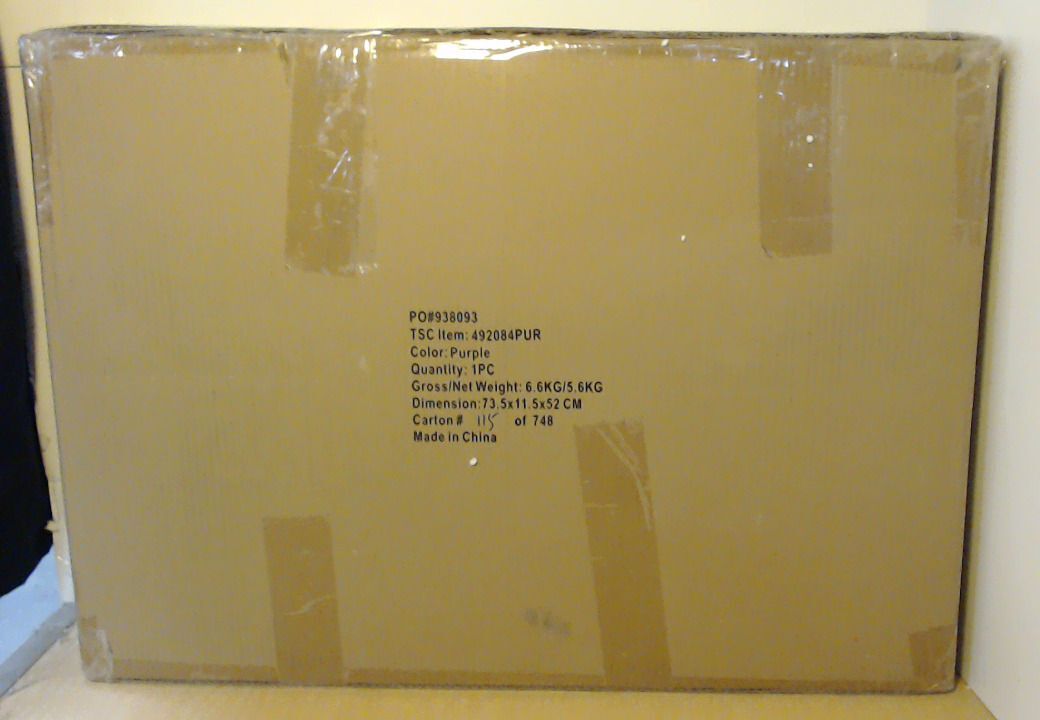 PO#938093
TSC Item: 492084PUR
Color: Purple
Quantity: 1PC
Gross/Net Weight: 6.6KG/5.6KG
Dimension:73.5x11.5x52 CM
Carton # 115 of 748
Made in China